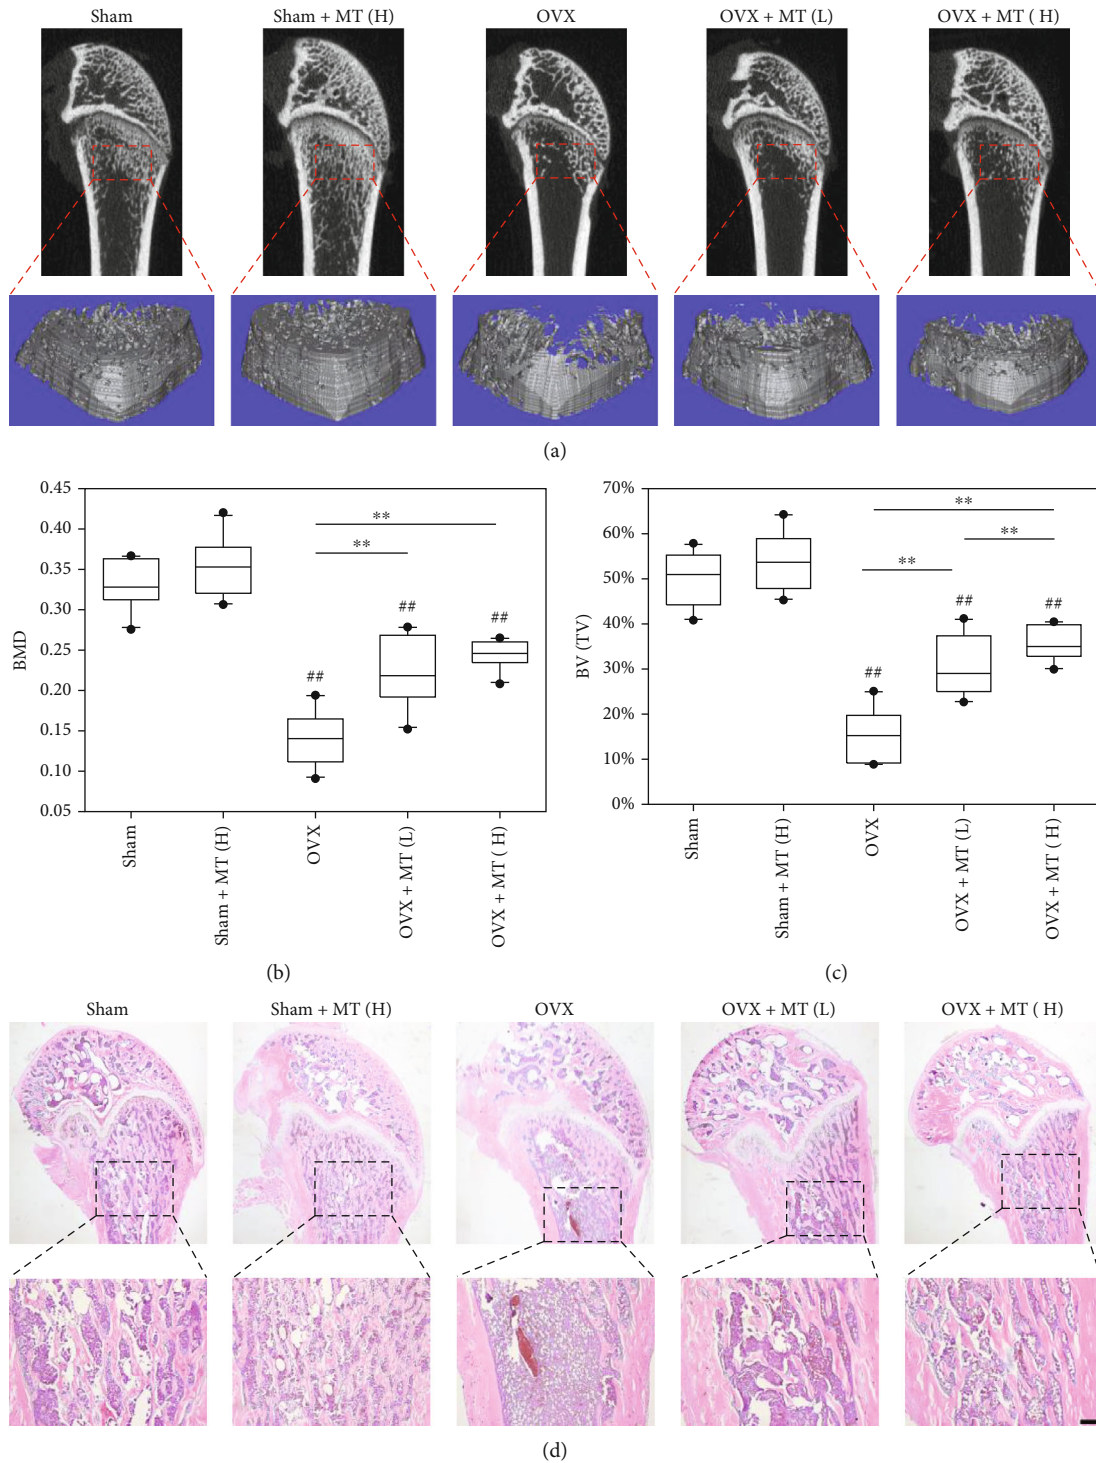 Sham Sham + MT (H) OVX OVX + MT (L) OVX + MT ( H)
(a)
0.45
0.40
0.35
0.30
0.25
0.20
0.15
0.10
0.05
BMD
**
**
##
##
##
Sham
Sham + MT (H)
OVX
OVX + MT (L)
OVX + MT ( H)
(b)
70%
60%
50%
40%
30%
20%
10%
0%
BV (TV)
**
**
**
##
##
##
Sham
Sham + MT (H)
OVX
OVX + MT (L)
OVX + MT ( H)
(c)
Sham Sham + MT (H) OVX OVX + MT (L) OVX + MT ( H)
(d)